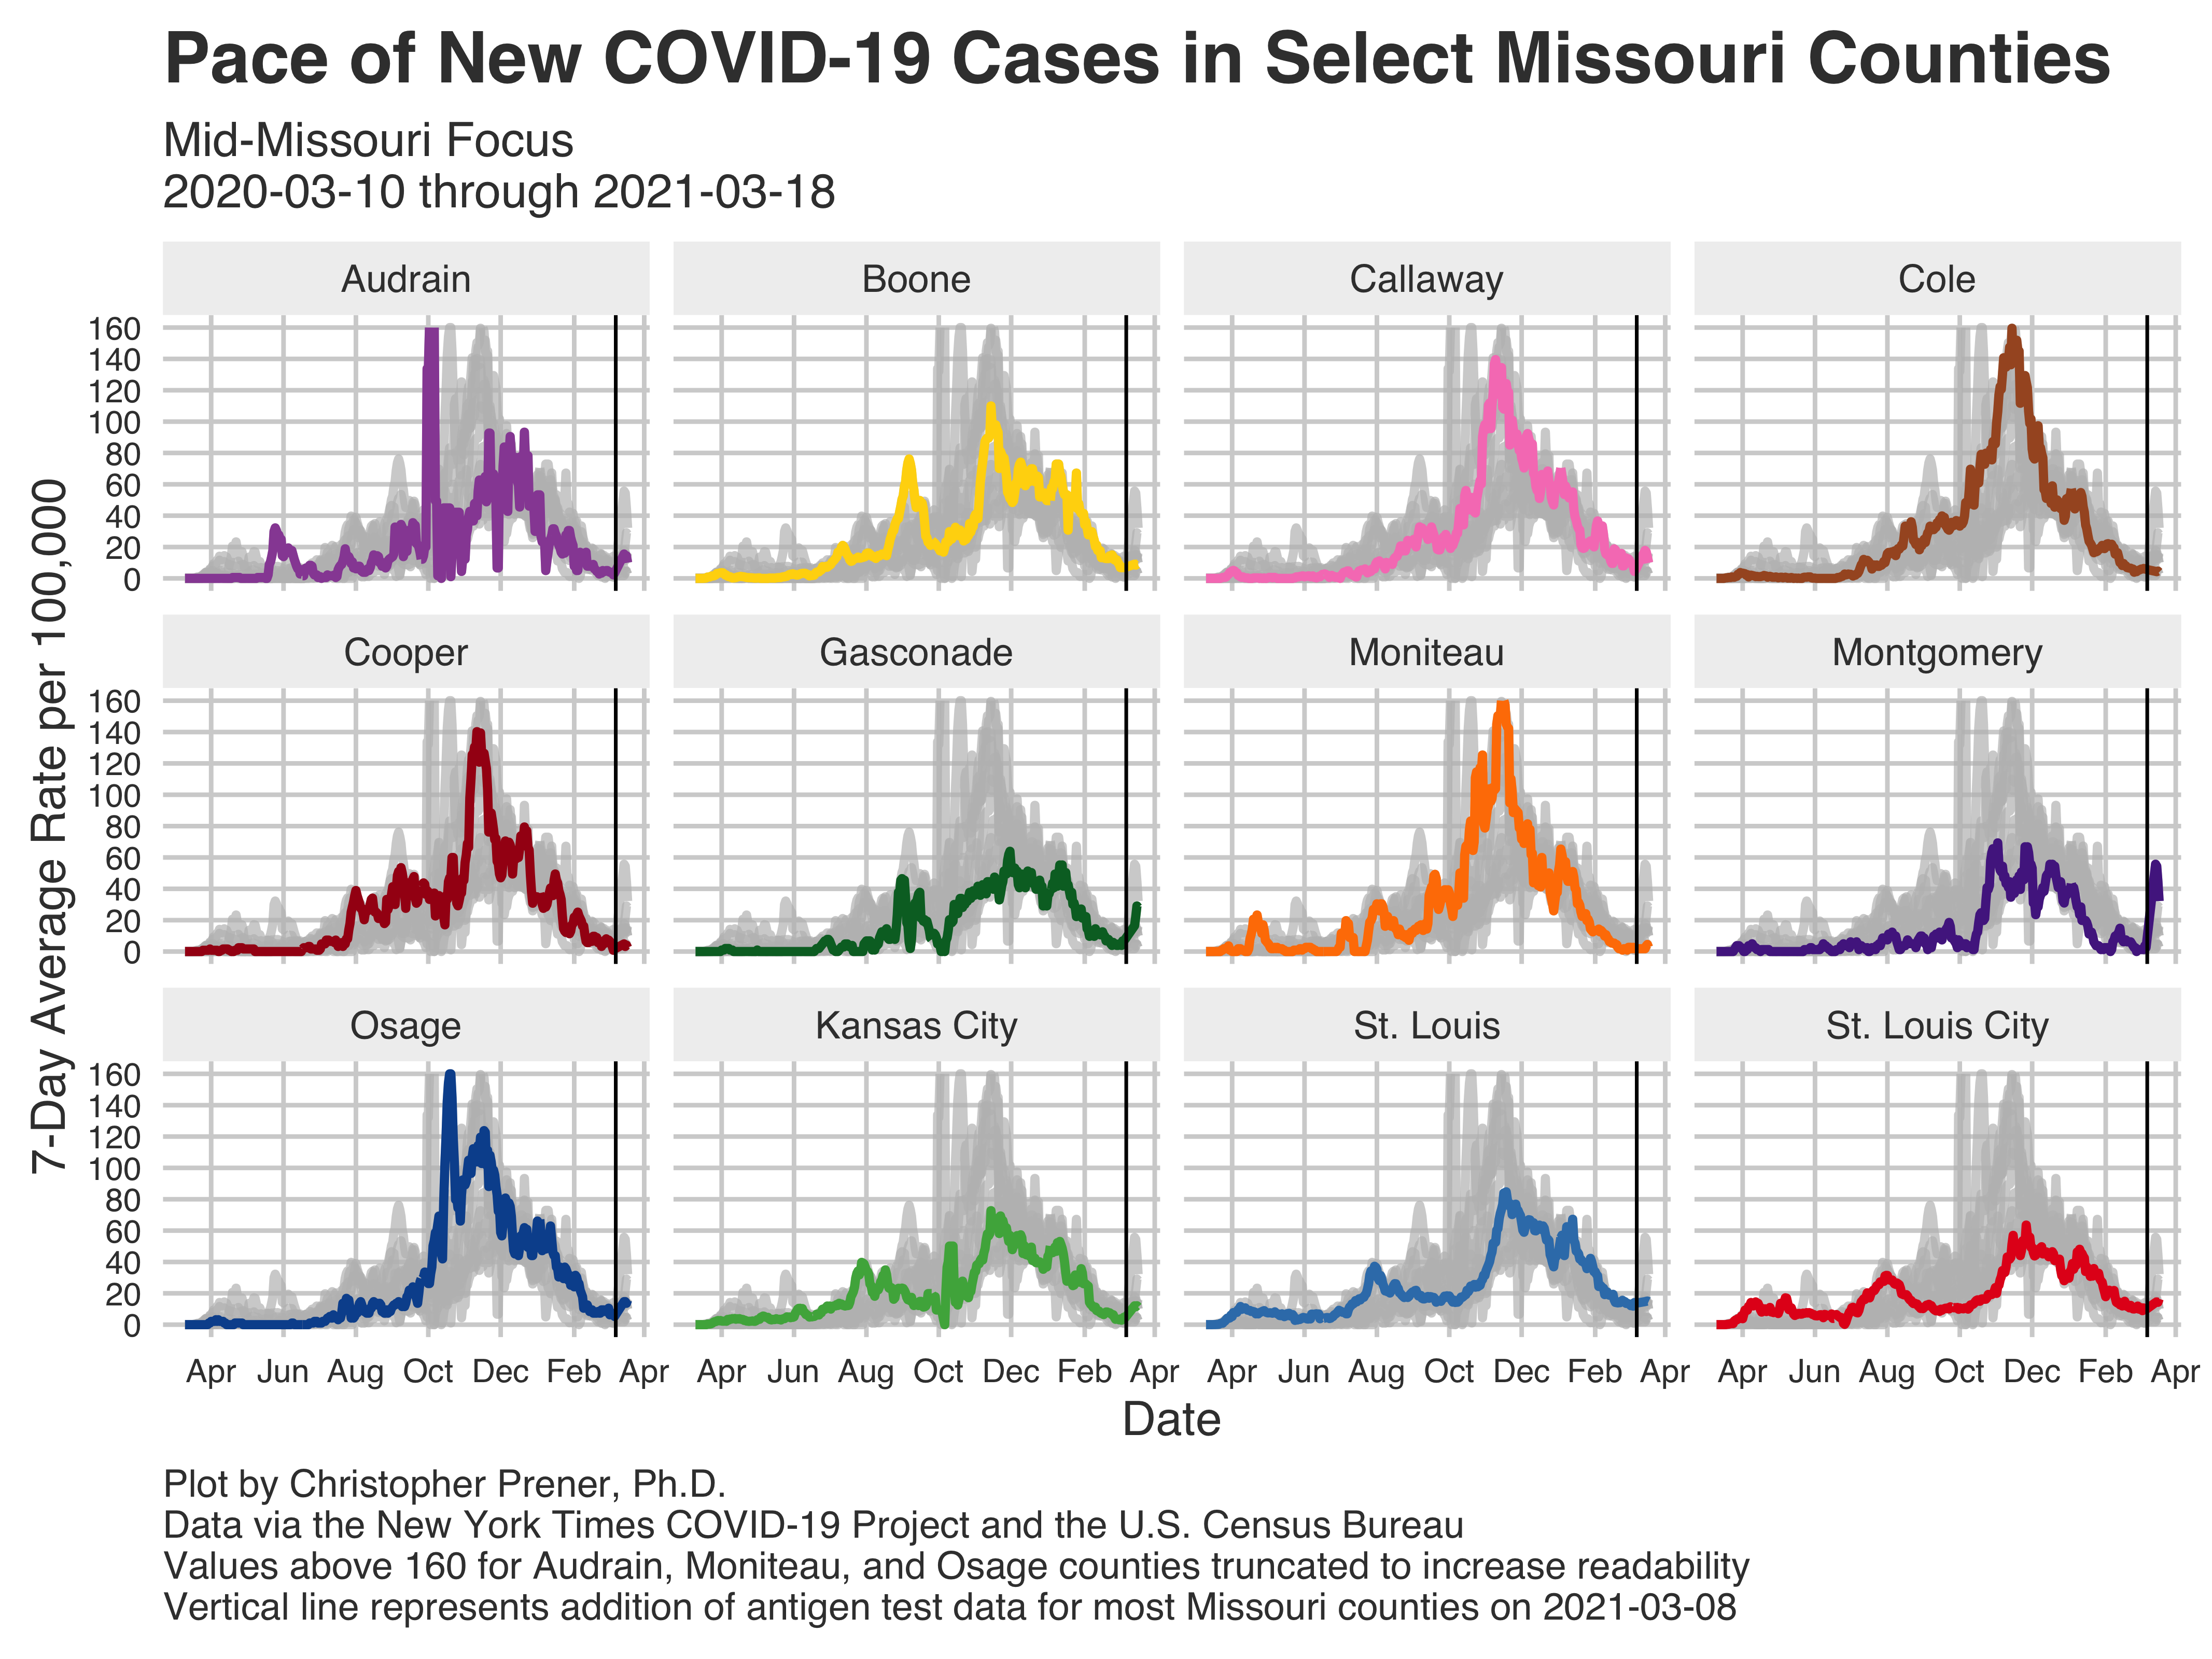 Pace of New COVID-19 Cases in Select Missouri Counties
Mid-Missouri Focus
2020-03-10 through 2021-03-18
Audrain
Boone
Callaway
Cole
160
140
120
100
80
60
40
20
0
Cooper
Gasconade
Moniteau
Montgomery
160
140
120
100
80
60
40
20
0
Osage
Kansas City
St. Louis
St. Louis City
160
140
120
100
80
60
40
20
0
7-Day Average Rate per 100,000
Apr Jun Aug Oct Dec Feb Apr
Apr Jun Aug Oct Dec Feb Apr
Apr Jun Aug Oct Dec Feb Apr
Apr Jun Aug Oct Dec Feb Apr
Date
Plot by Christopher Prener, Ph.D.
Data via the New York Times COVID-19 Project and the U.S. Census Bureau
Values above 160 for Audrain, Moniteau, and Osage counties truncated to increase readability
Vertical line represents addition of antigen test data for most Missouri counties on 2021-03-08